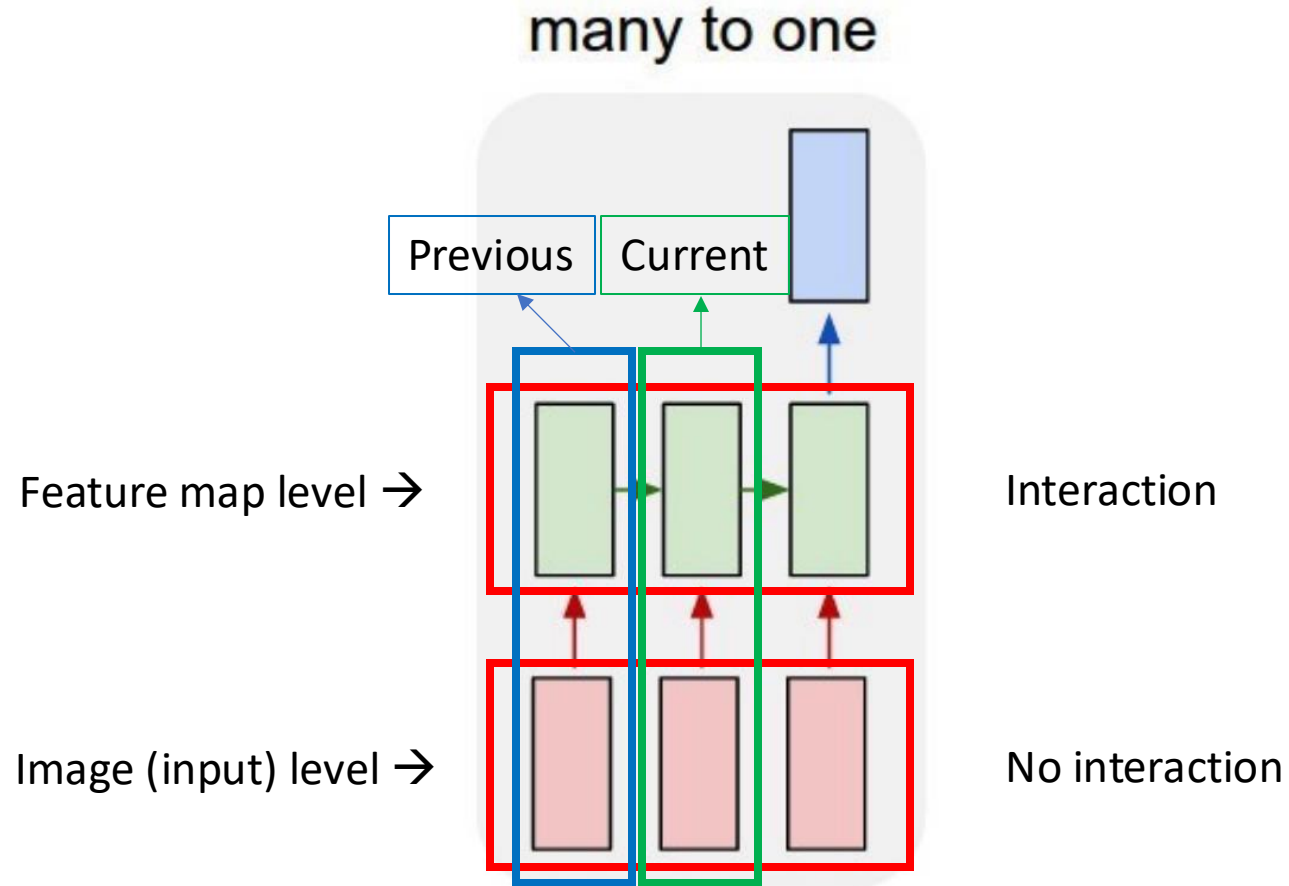 many to one
Previous
Current
Feature map level →
Interaction
Image (input) level →
No interaction